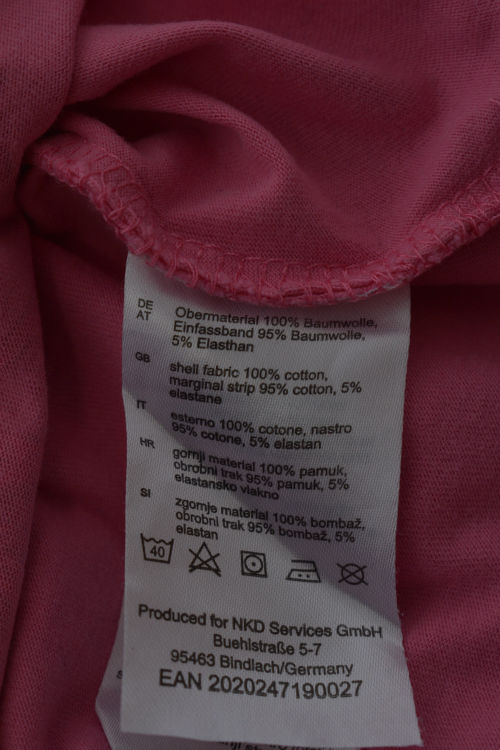 DE AT Obermaterial 100% Baumwolle,
Einfassband 95% Baumwolle,
5% Elasthan
GB shell fabric 100% cotton,
marginal strip 95% cotton, 5%
elastane
IT esterno 100% cotone, nastro
95% cotone, 5% elastan
HR gornji material 100% pamuk,
obrobni trak 95% pamuk, 5%
elastansko vlakno
SI zgornje material 100% bombaž,
obrobni trak 95% bombaž, 5%
elastan
40
Produced for NKD Services GmbH
Buehlstraße 5-7
95463 Bindlach/Germany
EAN 2020247190027